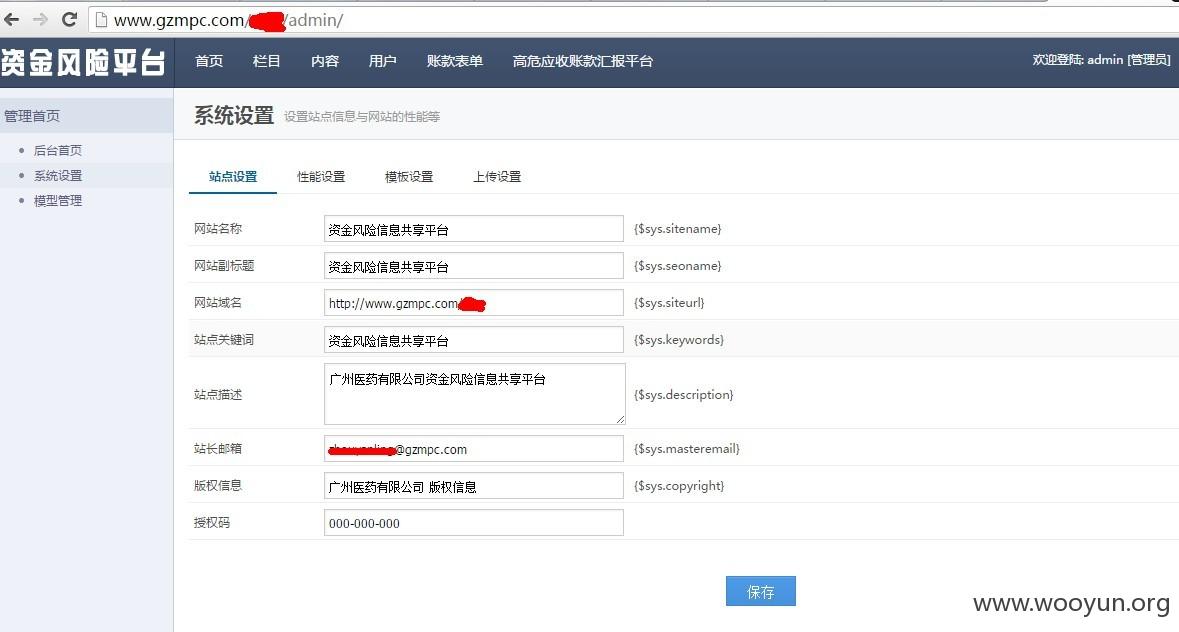 www.gzmpc.com/ /admin/
资金风险平台 首页 栏目 内容 用户 账款表单 高危应收账款汇报平台 欢迎登陆: admin [管理员]
管理首页
后台首页
系统设置
模型管理
系统设置 设置站点信息与网站的性能等
站点设置 性能设置 模板设置 上传设置
网站名称 资金风险信息共享平台 {$sys.sitename}
网站副标题 资金风险信息共享平台 {$sys.seoname}
网站域名 http://www.gzmpc.com/ {$sys.siteurl}
站点关键词 资金风险信息共享平台 {$sys.keywords}
站点描述 广州医药有限公司资金风险信息共享平台 {$sys.description}
站长邮箱 @gzmpc.com {$sys.masteremail}
版权信息 广州医药有限公司 版权信息 {$sys.copyright}
授权码 000-000-000
保存
www.wooyun.org